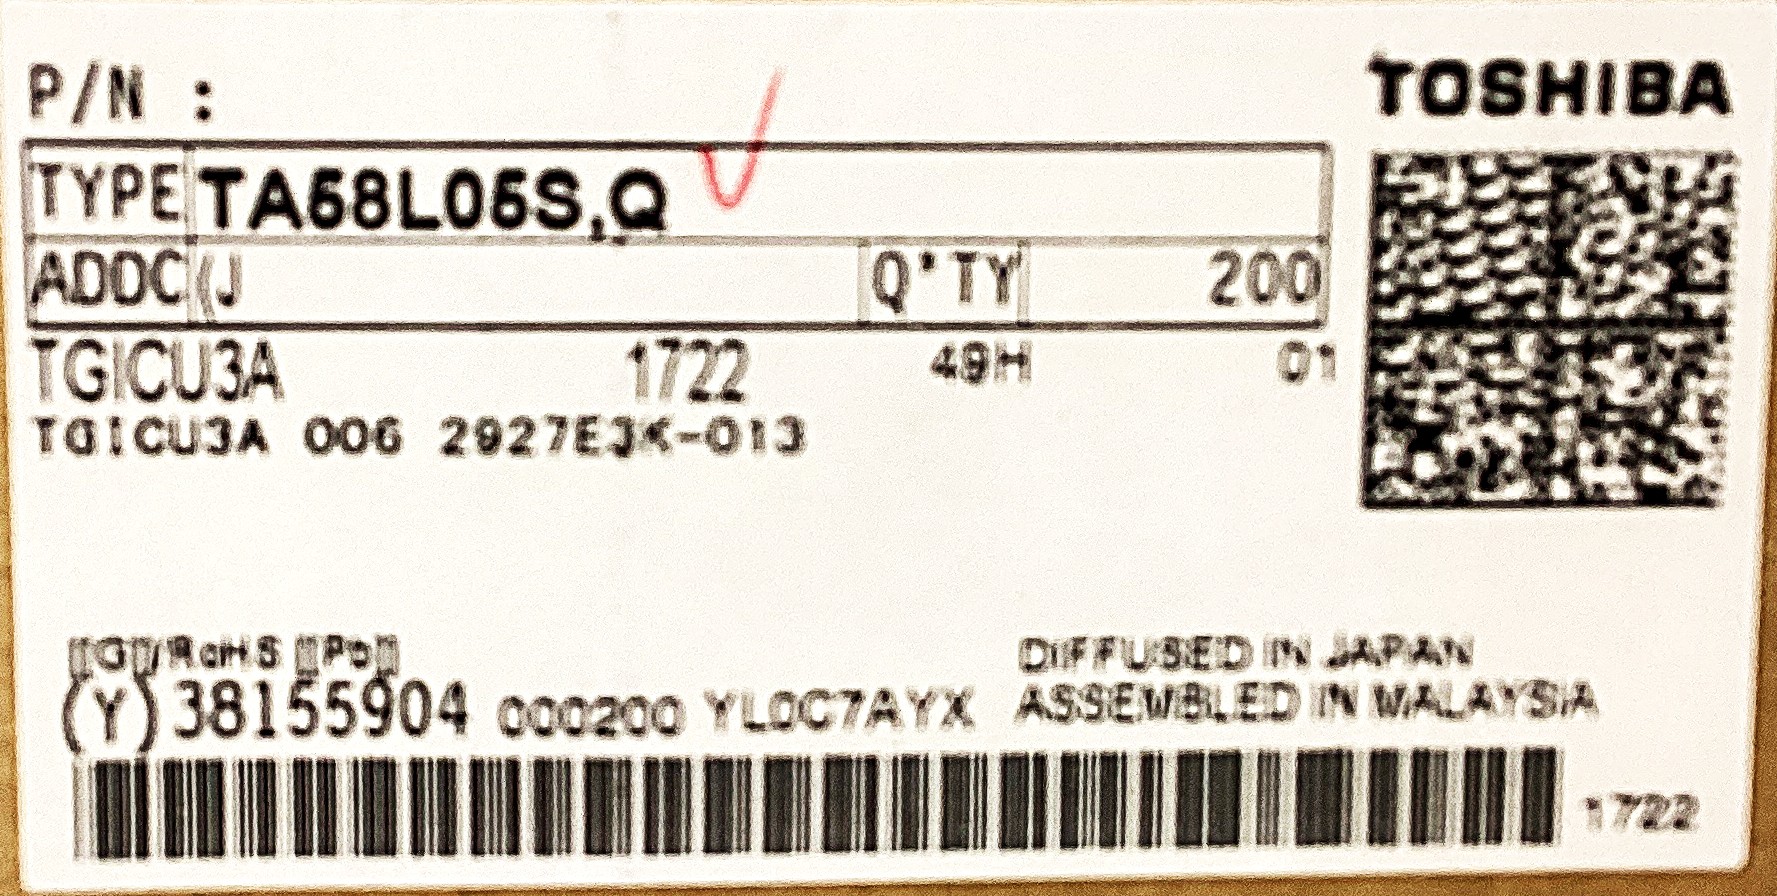 P/N :
TOSHIBA
TYPE TA58L05S,Q
ADDC (J Q'TY 200
TGICU3A 1722 49H 01
TGICU3A 006 2927EJK-013
[[G]]/RoHS [[Pb]]
DIFFUSED IN JAPAN
(Y)38155904 000200 YL0C7AYX
ASSEMBLED IN MALAYSIA
1722